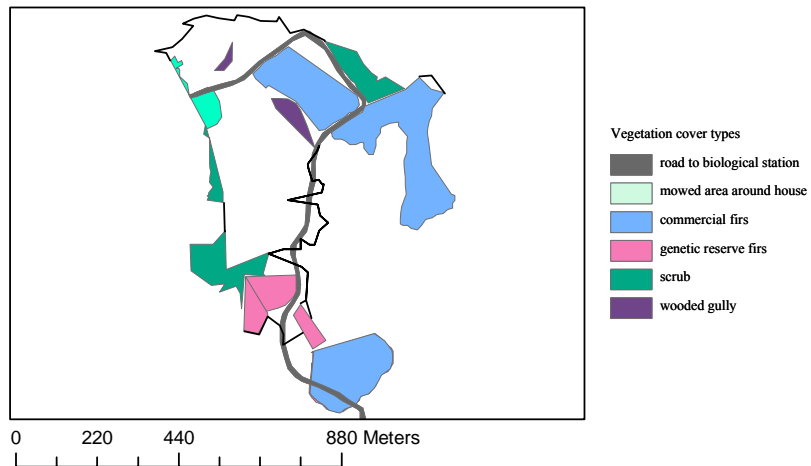 Vegetation cover types
road to biological station
mowed area around house
commercial firs
genetic reserve firs
scrub
wooded gully
0 220 440 880 Meters